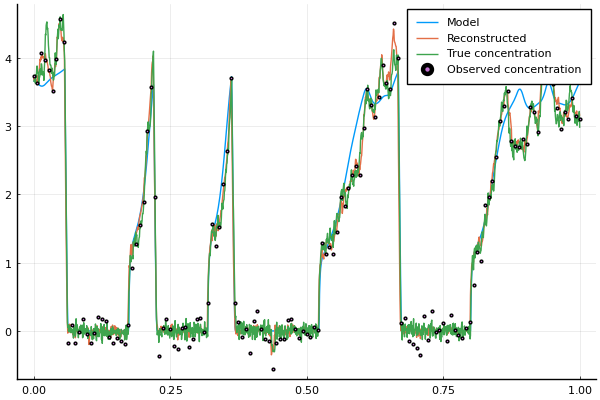 Model
Reconstructed
True concentration
Observed concentration
4
3
2
1
0
0.00 0.25 0.50 0.75 1.00